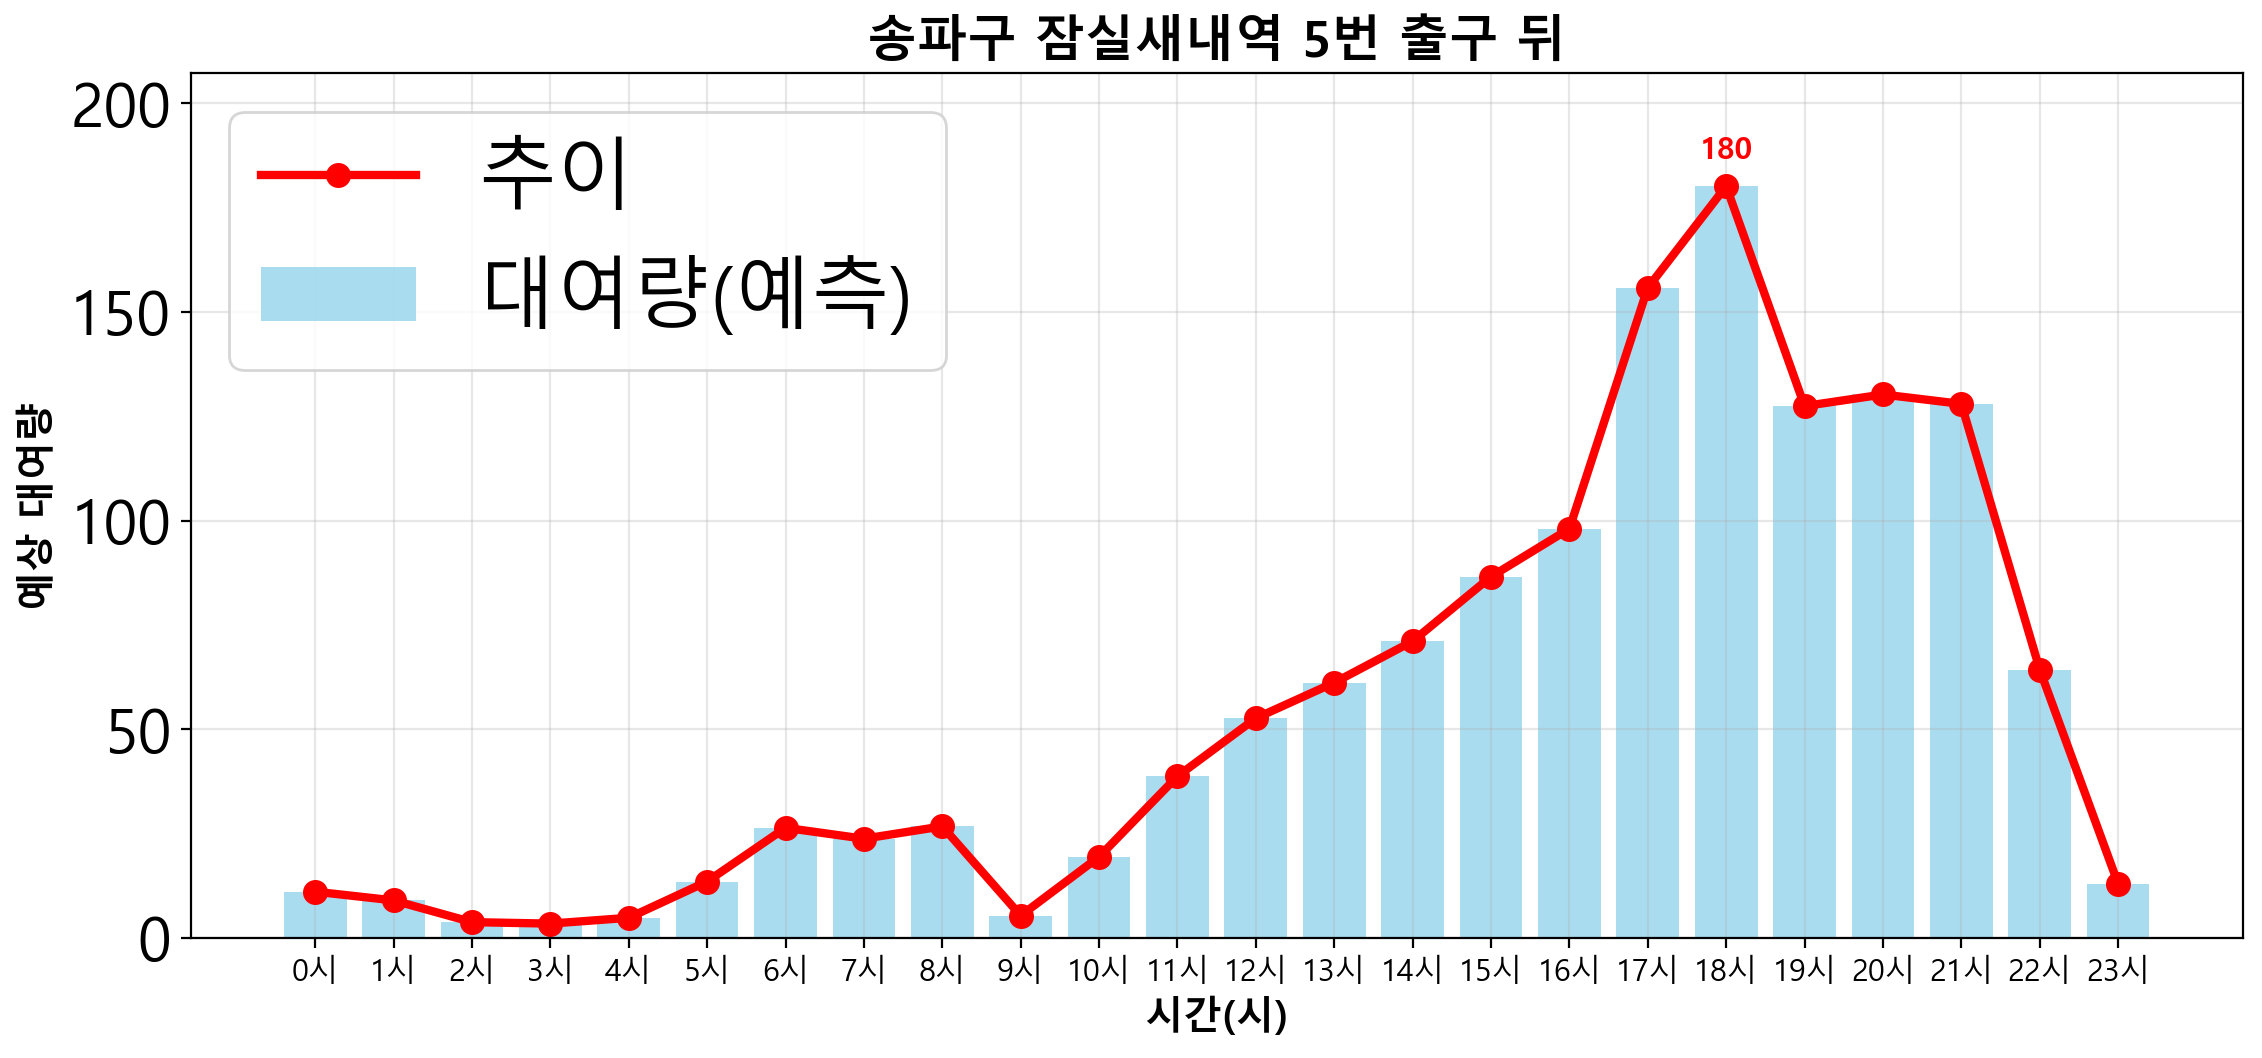 송파구 잠실새내역 5번 출구 뒤
추이
대여량(예측)
180
예상 대여량
200
150
100
50
0
0시 1시 2시 3시 4시 5시 6시 7시 8시 9시 10시 11시 12시 13시 14시 15시 16시 17시 18시 19시 20시 21시 22시 23시
시간(시)